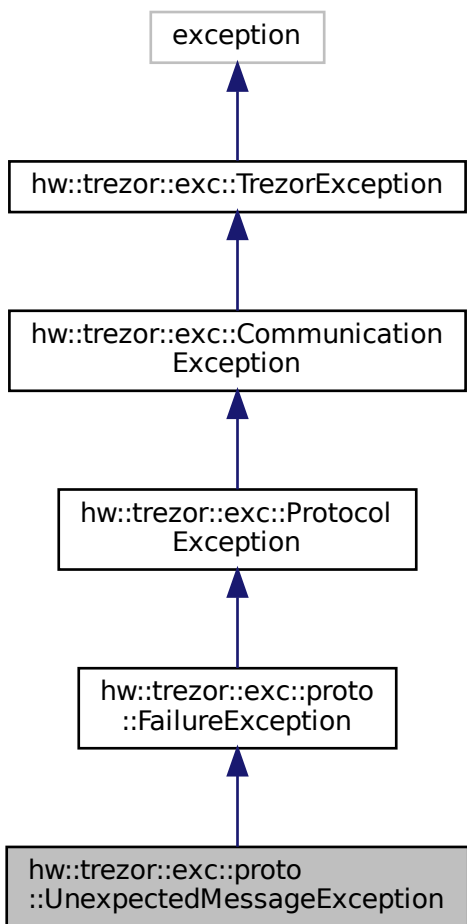 exception
hw::trezor::exc::TrezorException
hw::trezor::exc::Communication
Exception
hw::trezor::exc::Protocol
Exception
hw::trezor::exc::proto
::FailureException
hw::trezor::exc::proto
::UnexpectedMessageException